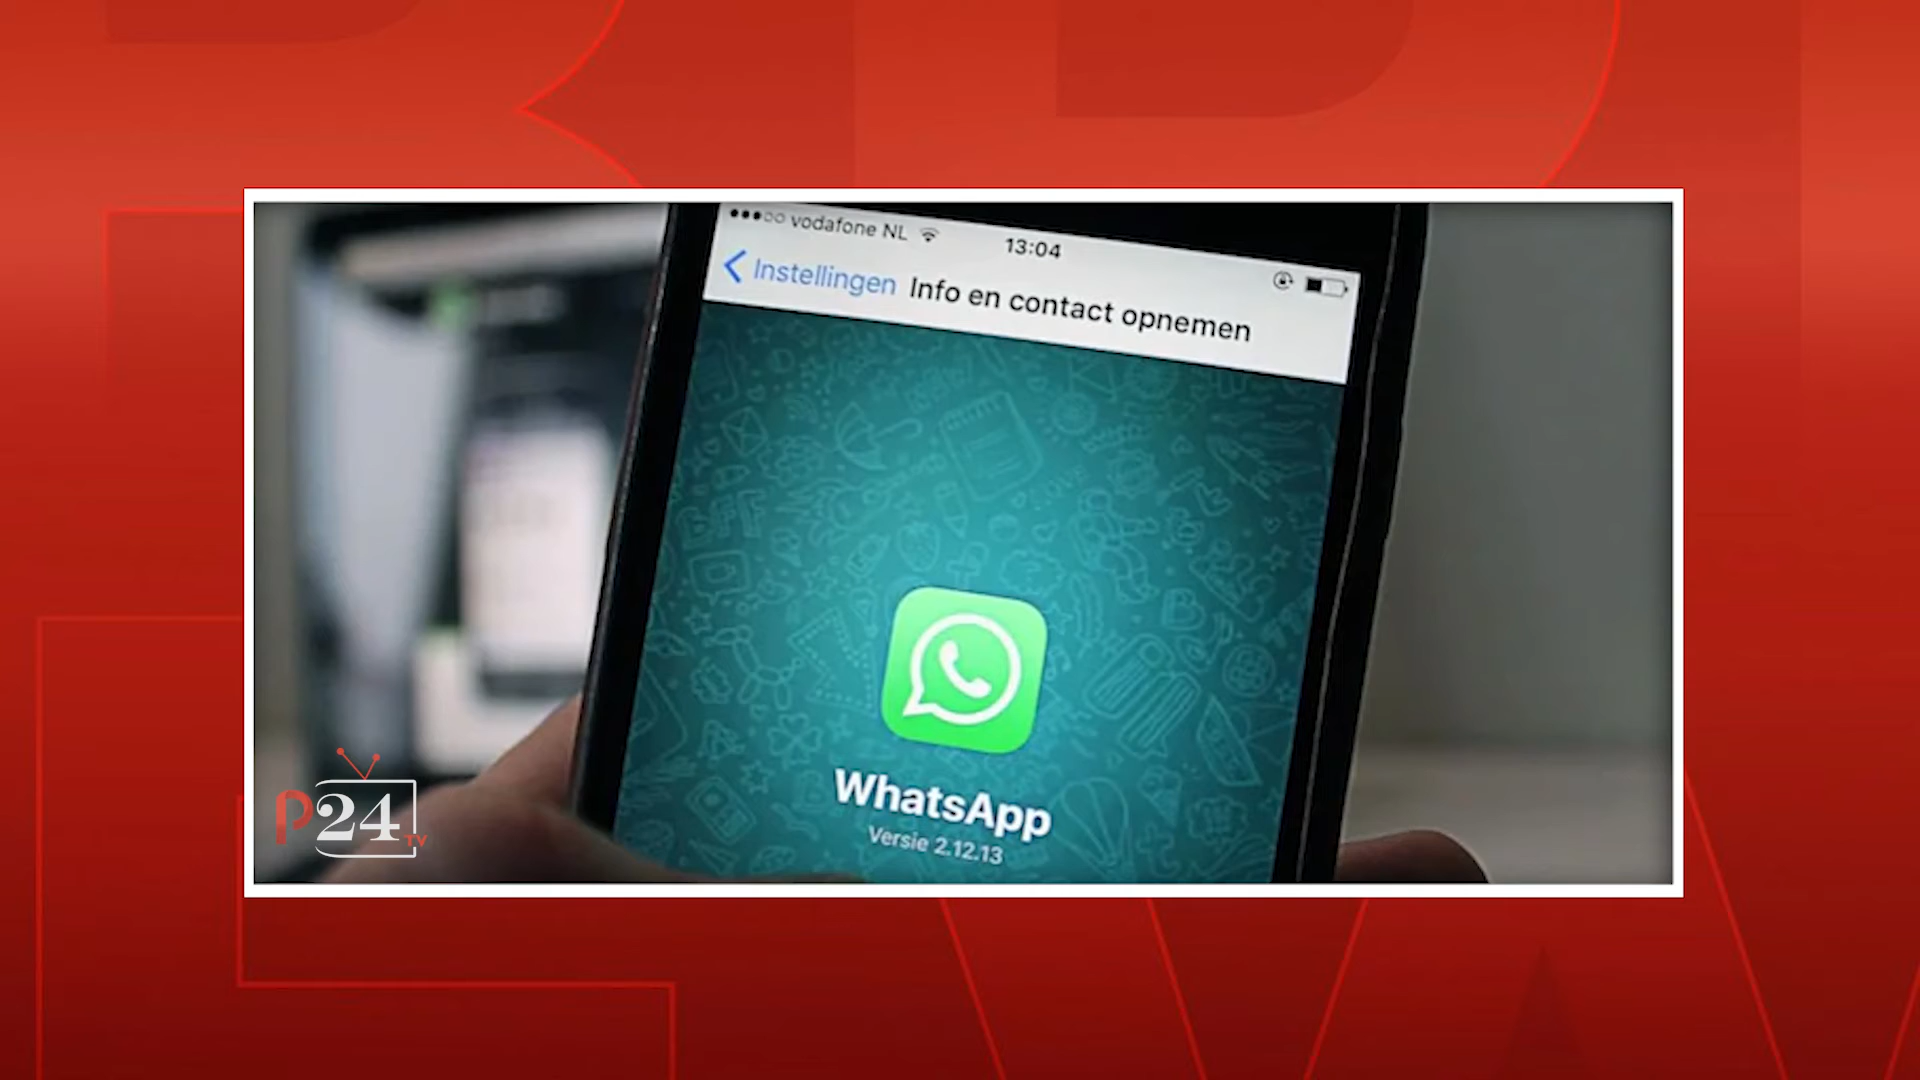 vodafone NL 13:04
Instellingen Info en contact opnemen
WhatsApp
Versie 2.12.13
P24 TV